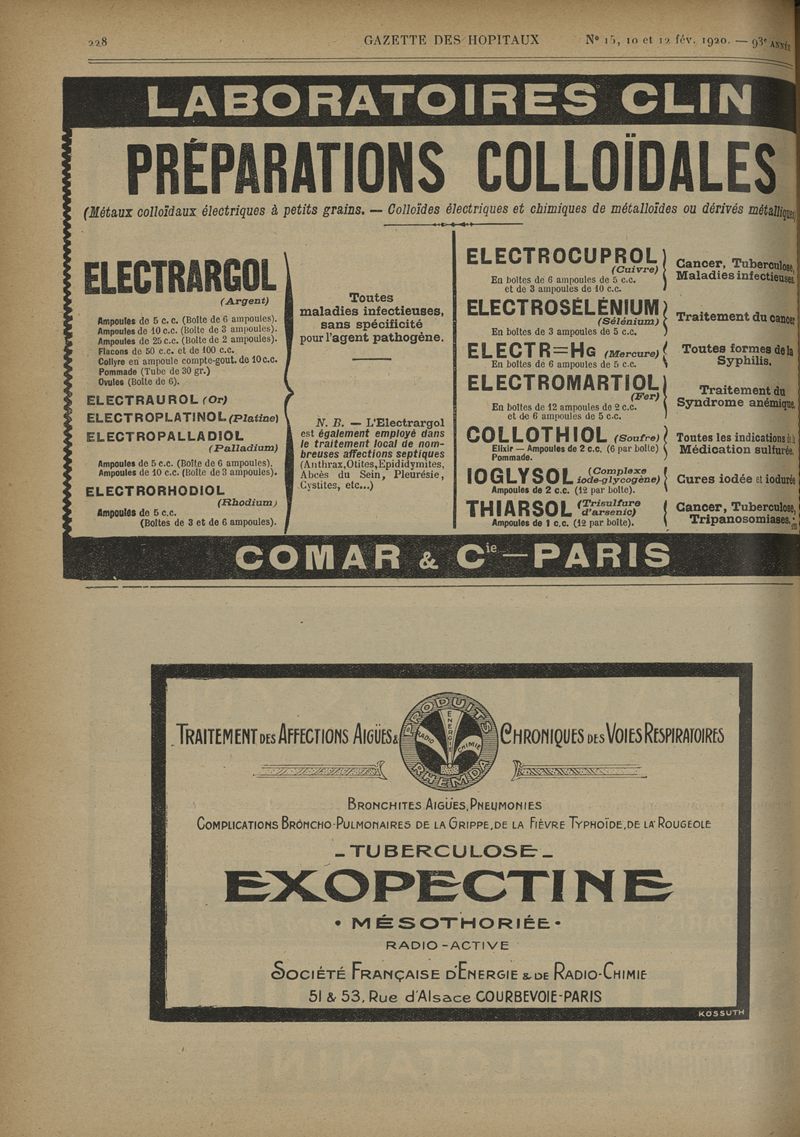 228 GAZETTE DES HOPITAUX Nº 15, 10 et 12 fév. 1920. — 93e ANNÉE
LABORATOIRES CLIN
PRÉPARATIONS COLLOÏDALES
(Métaux colloïdaux électriques à petits grains. — Colloïdes électriques et chimiques de métalloïdes ou dérivés métalliques
ELECTRARGOL
(Argent)
Ampoules de 5 c. c. (Boîte de 6 ampoules).
Ampoules de 10 c.c. (Boîte de 3 ampoules).
Ampoules de 25 c.c. (Boîte de 2 ampoules).
Flacons de 50 c.c. et de 100 c.c.
Collyre en ampoule compte-gout. de 10 c.c.
Pommade (Tube de 30 gr.)
Ovules (Boîte de 6).
ELECTRAUROL (Or)
ELECTROPLATINOL (Platine)
ELECTROPALLADIOL
(Palladium)
Ampoules de 5 c.c. (Boîte de 6 ampoules).
Ampoules de 10 c.c. (Boîte de 3 ampoules).
ELECTRORHODIOL
(Rhodium)
Ampoules de 5 c.c.
(Boîtes de 3 et de 6 ampoules).
Toutes
maladies infectieuses,
sans spécificité
pour l'agent pathogène.
N. B. — L'Electrargol
est également employé dans
le traitement local de nom-
breuses affections septiques
(Anthrax, Otites, Epididymites,
Abcès du Sein, Pleurésie,
Cystites, etc...)
ELECTROCUPROL
(Cuivre)
En boîtes de 6 ampoules de 5 c.c.
et de 3 ampoules de 10 c.c.
Cancer, Tuberculose,
Maladies infectieuses
ELECTROSÉLÉNIUM
(Sélénium)
En boîtes de 3 ampoules de 5 c.c.
Traitement du cancer
ELECTR=HG (Mercure)
En boîtes de 6 ampoules de 5 c.c.
Toutes formes de la
Syphilis.
ELECTROMARTIOL
(Fer)
En boîtes de 12 ampoules de 2 c.c.
et de 6 ampoules de 5 c.c.
Traitement du
Syndrome anémique.
COLLOTHIOL (Soufre)
Elixir — Ampoules de 2 c.c. (6 par boîte)
Pommade.
Toutes les indications de la
Médication sulfurée.
IOGLYSOL (Complexe
iode-glycogène)
Ampoules de 2 c.c. (12 par boîte).
Cures iodée et iodurée
THIARSOL (Trisulfure
d'arsenic)
Ampoules de 1 c.c. (12 par boîte).
Cancer, Tuberculose,
Tripanosomiases,
COMAR & Cie — PARIS
TRAITEMENT DES AFFECTIONS AIGÜES & CHRONIQUES DES VOIES RESPIRATOIRES
PRODUITS
ENERGIE
RADIO CHIMIE
RHEMDA
BRONCHITES AIGÜES, PNEUMONIES
COMPLICATIONS BRONCHO-PULMONAIRES DE LA GRIPPE, DE LA FIÈVRE TYPHOÏDE, DE LA ROUGEOLE
– TUBERCULOSE –
EXOPECTINE
• MÉSOTHORIÉE •
RADIO-ACTIVE
SOCIÉTÉ FRANÇAISE D'ENERGIE & DE RADIO-CHIMIE
51 & 53, Rue d'Alsace COURBEVOIE-PARIS
KOSSUTH